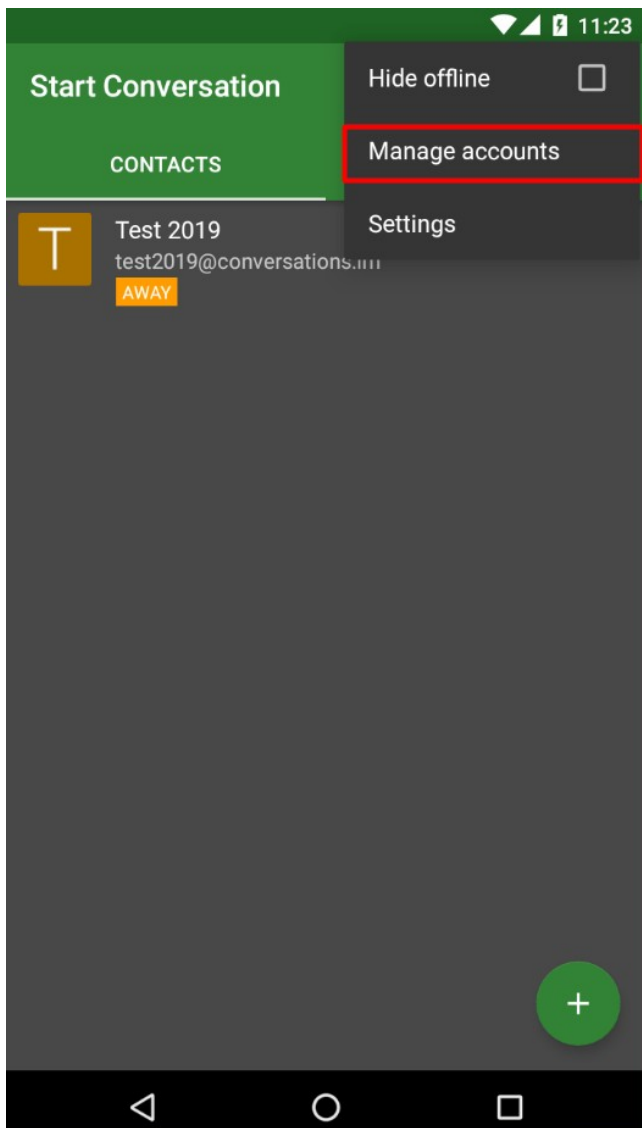 11:23
Start Conversation
Hide offline
CONTACTS
Manage accounts
Settings
T
Test 2019
test2019@conversations.im
AWAY
+